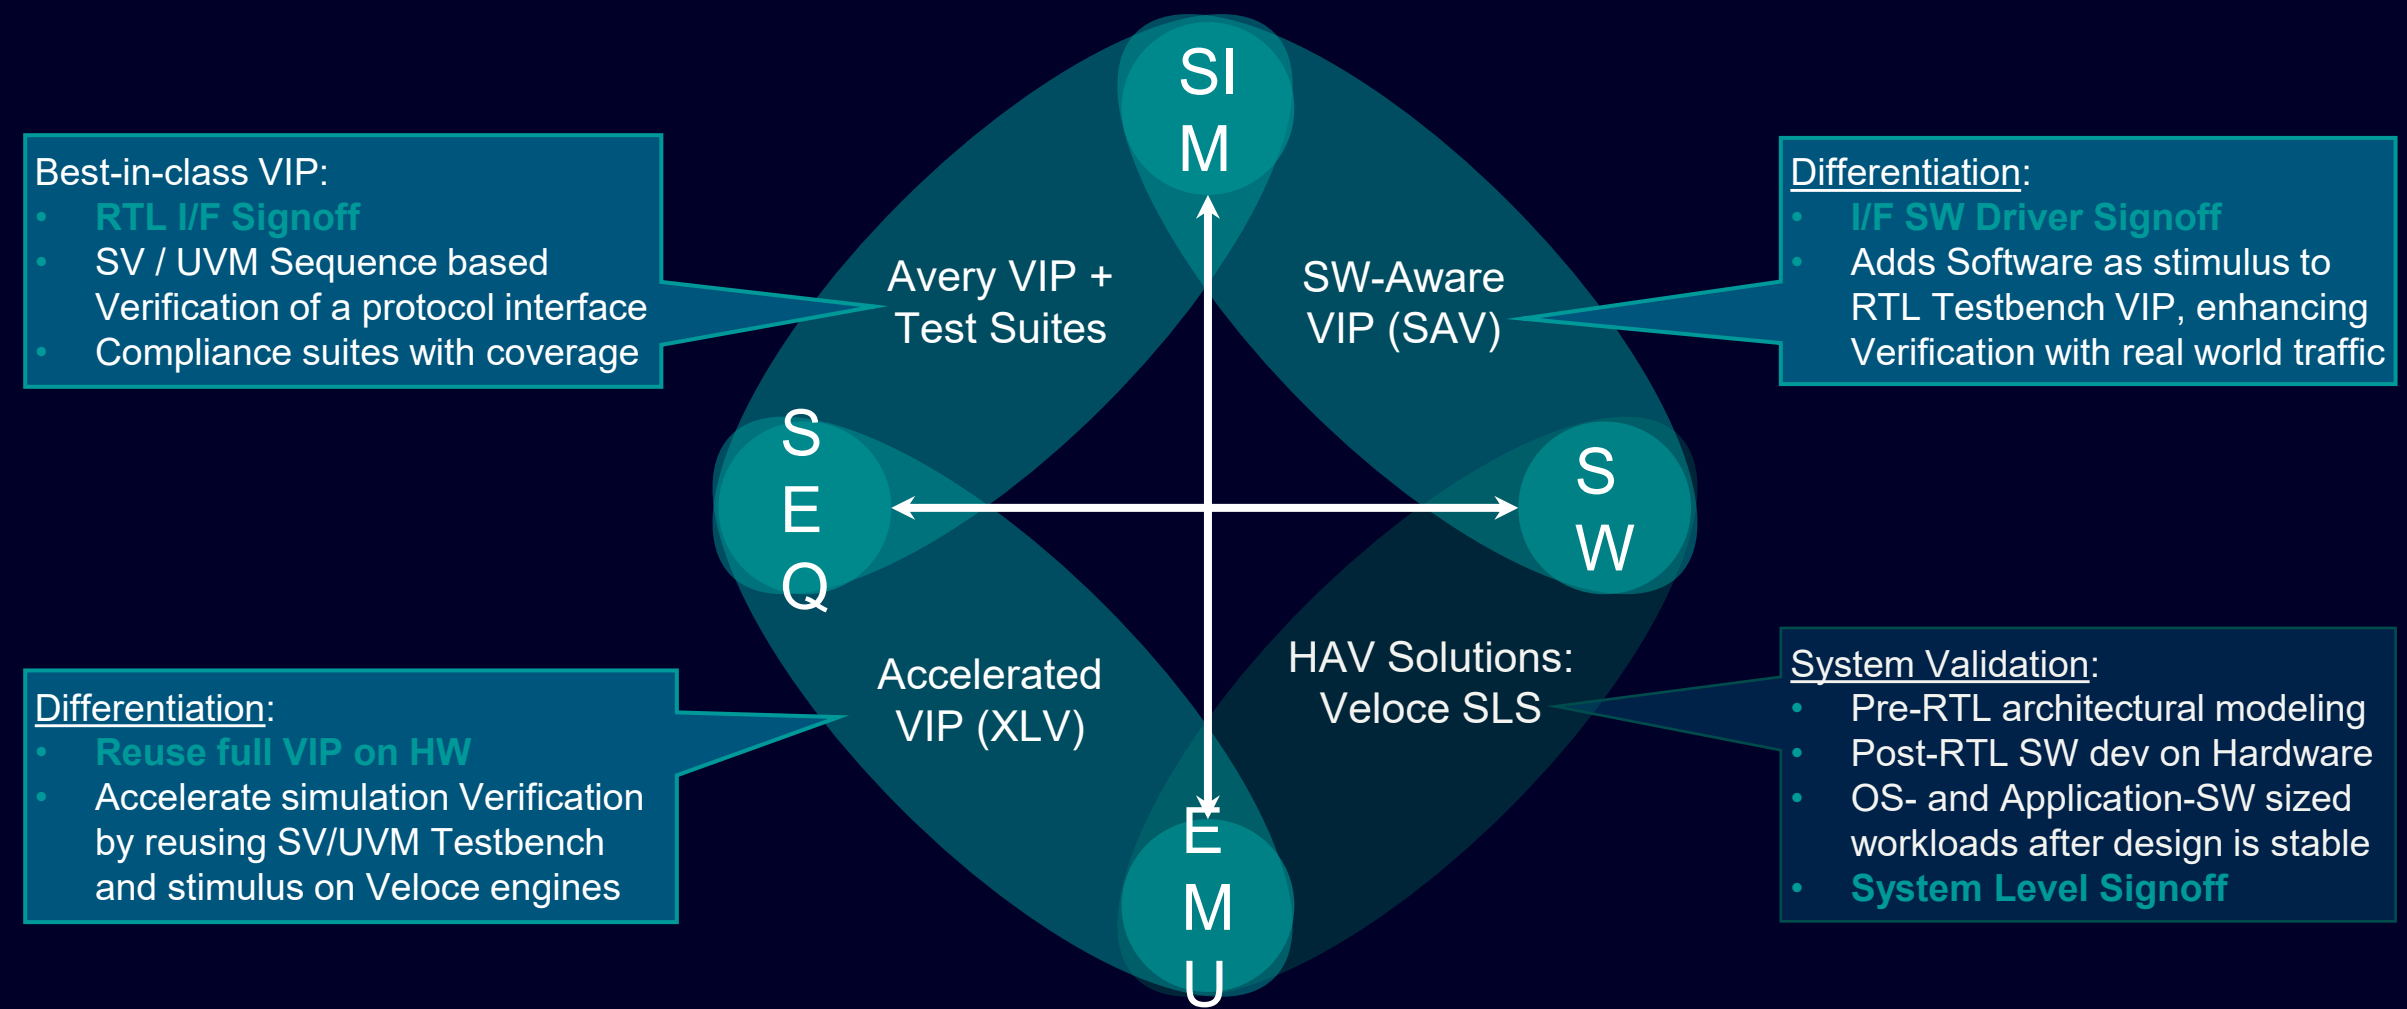 SI
M
Best-in-class VIP:
• RTL I/F Signoff
• SV / UVM Sequence based
Verification of a protocol interface
• Compliance suites with coverage
Avery VIP +
Test Suites
SW-Aware
VIP (SAV)
Differentiation:
• I/F SW Driver Signoff
• Adds Software as stimulus to
RTL Testbench VIP, enhancing
Verification with real world traffic
S
E
Q
S
W
Differentiation:
• Reuse full VIP on HW
• Accelerate simulation Verification
by reusing SV/UVM Testbench
and stimulus on Veloce engines
Accelerated
VIP (XLV)
HAV Solutions:
Veloce SLS
System Validation:
• Pre-RTL architectural modeling
• Post-RTL SW dev on Hardware
• OS- and Application-SW sized
workloads after design is stable
• System Level Signoff
E
M
U